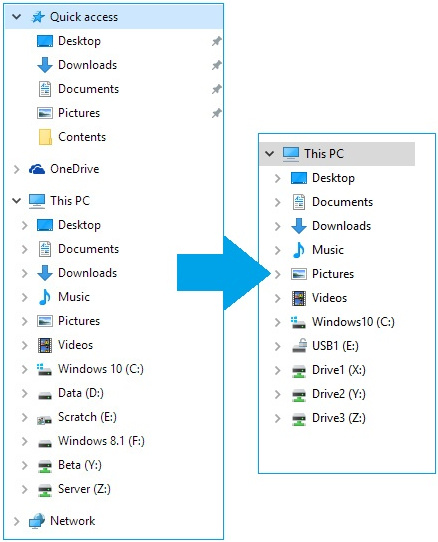 Quick access
Desktop
Downloads
Documents
Pictures
Contents
OneDrive
This PC
Desktop
Documents
Downloads
Music
Pictures
Videos
Windows 10 (C:)
Data (D:)
Scratch (E:)
Windows 8.1 (F:)
Beta (Y:)
Server (Z:)
Network
This PC
Desktop
Documents
Downloads
Music
Pictures
Videos
Windows10 (C:)
USB1 (E:)
Drive1 (X:)
Drive2 (Y:)
Drive3 (Z:)